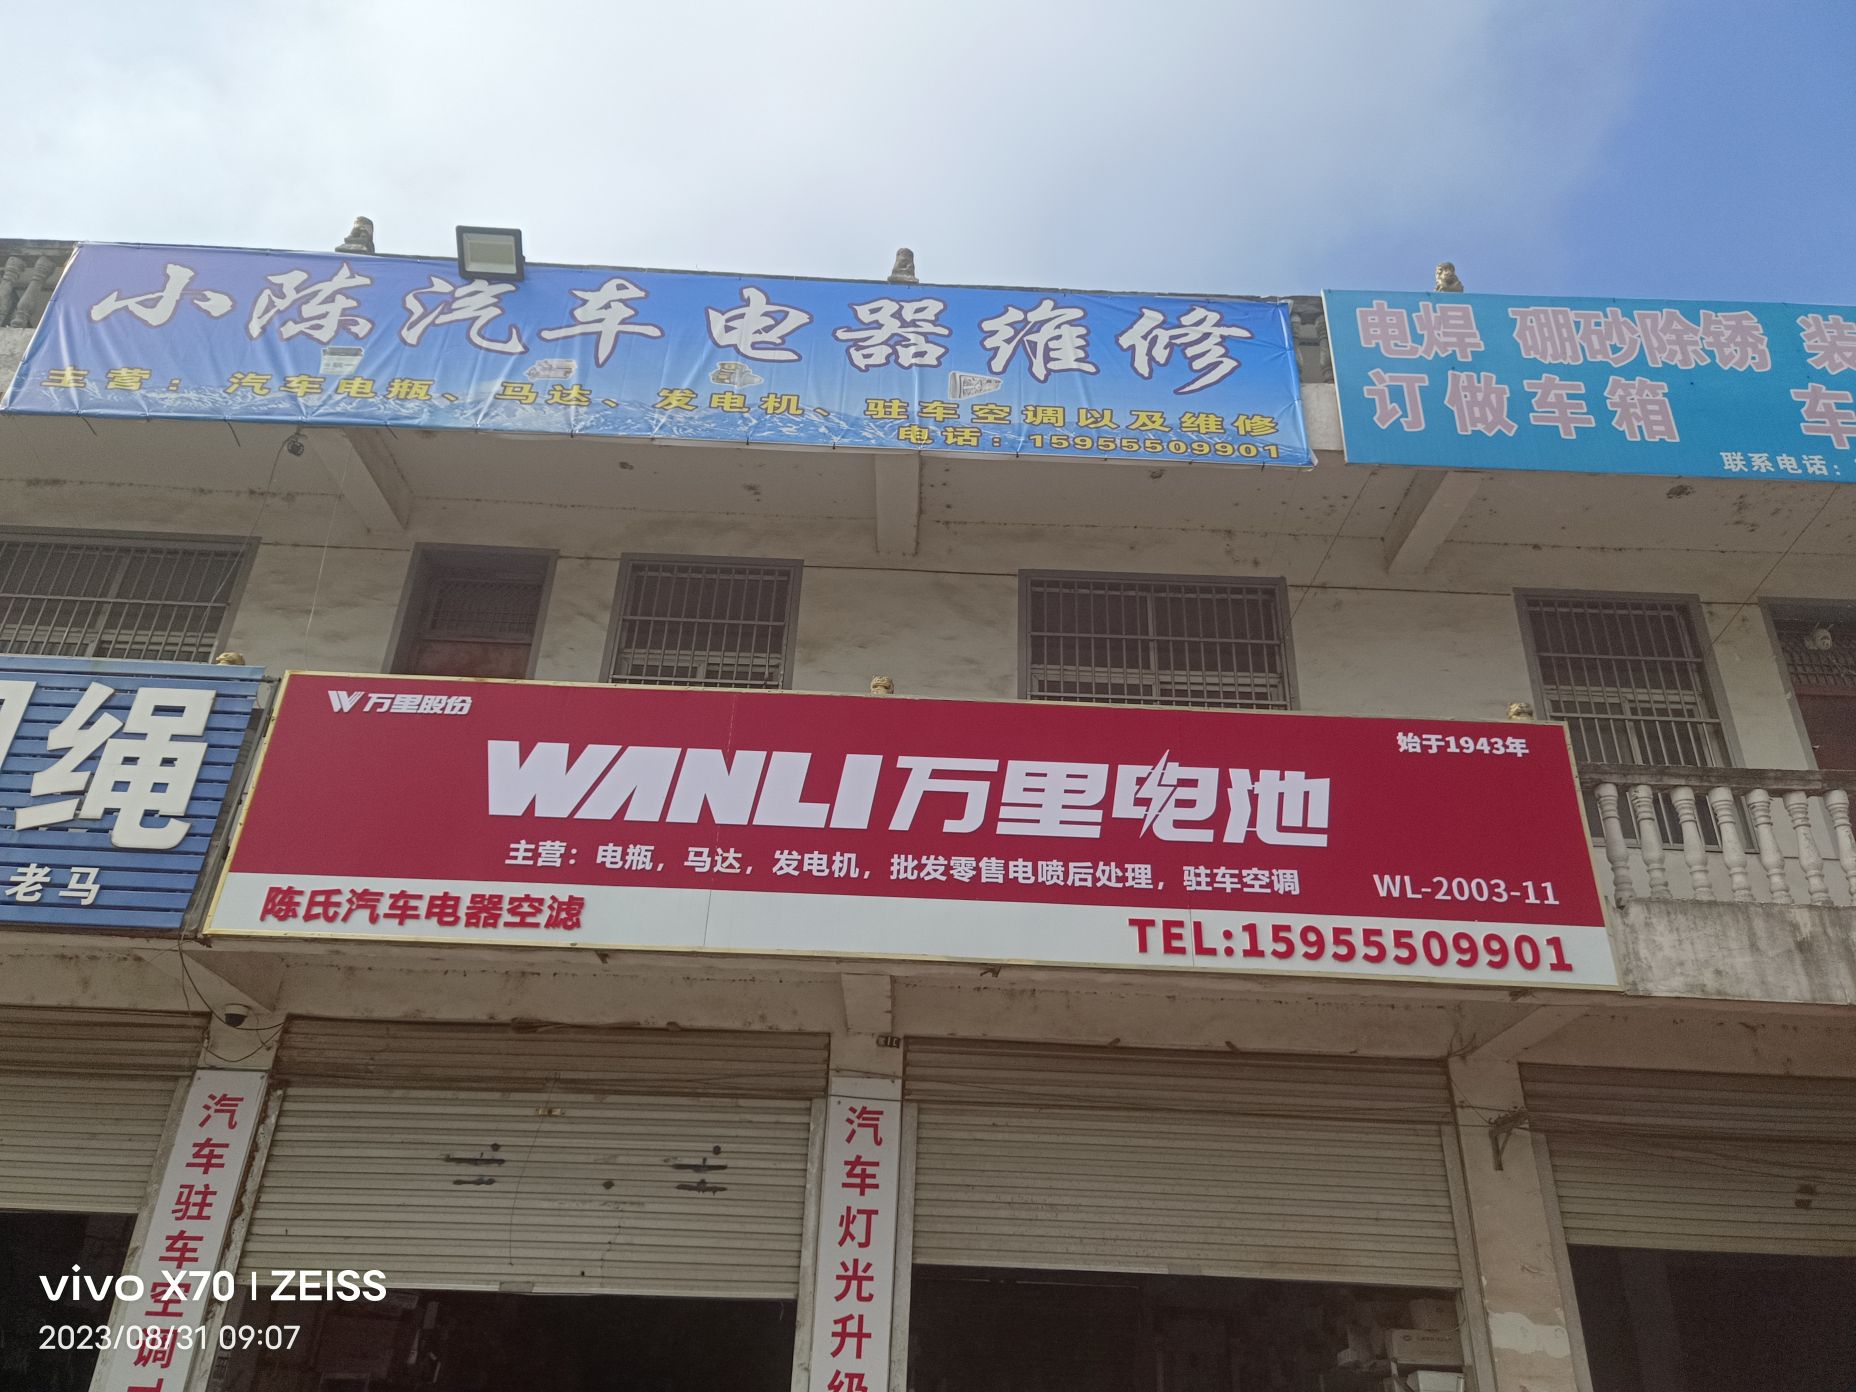 小陈汽车电器维修
主营：汽车电瓶、马达、发电机、驻车空调以及维修
电话：15955509901
电焊 硼砂除锈 装
订做车箱 车
联系电话：
绳
老马
万里股份
始于1943年
WANLI万里电池
主营：电瓶，马达，发电机，批发零售电喷后处理，驻车空调
WL-2003-11
陈氏汽车电器空滤
TEL:15955509901
汽车驻车空调
汽车灯光升级
vivo X70 | ZEISS
2023/08/31 09:07